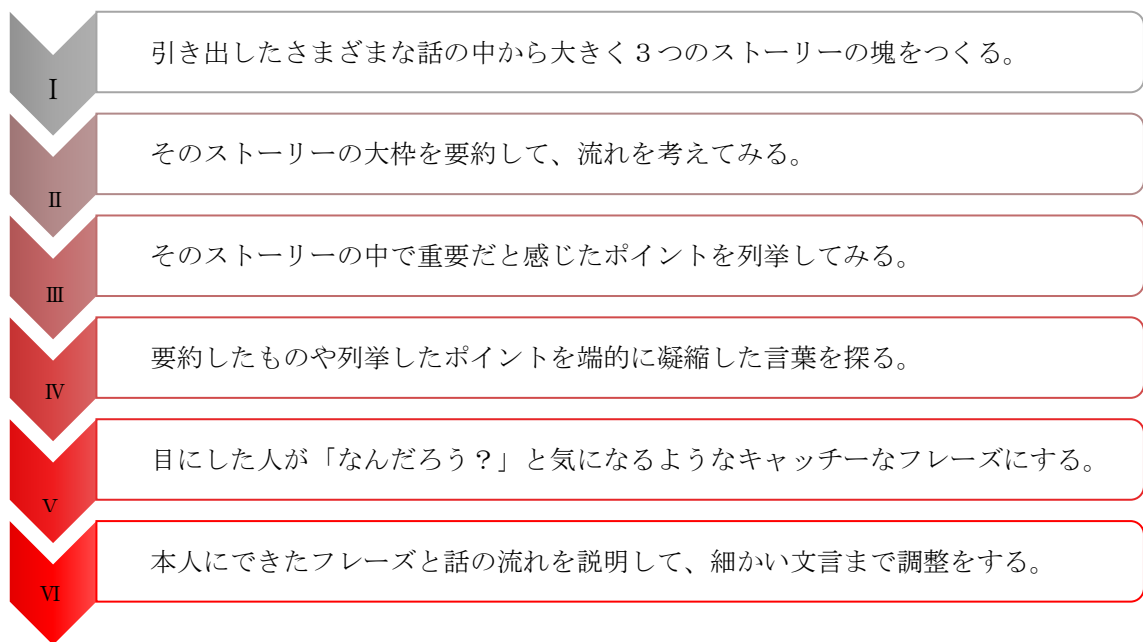 Ⅰ
引き出したさまざまな話の中から大きく３つのストーリーの塊をつくる。
Ⅱ
そのストーリーの大枠を要約して、流れを考えてみる。
Ⅲ
そのストーリーの中で重要だと感じたポイントを列挙してみる。
Ⅳ
要約したものや列挙したポイントを端的に凝縮した言葉を探る。
Ⅴ
目にした人が「なんだろう？」と気になるようなキャッチーなフレーズにする。
Ⅵ
本人にできたフレーズと話の流れを説明して、細かい文言まで調整をする。